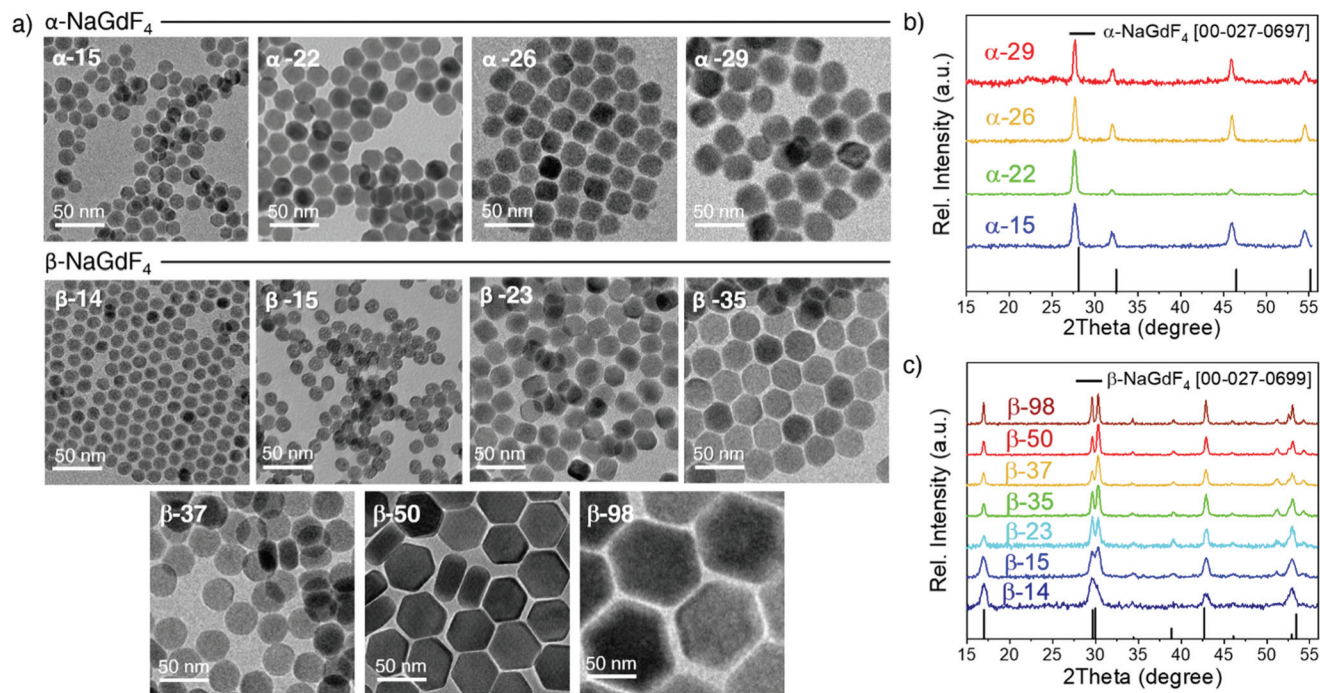 a)
α-NaGdF₄
α-15
50 nm
α-22
50 nm
α-26
50 nm
α-29
50 nm
β-NaGdF₄
β-14
50 nm
β-15
50 nm
β-23
50 nm
β-35
50 nm
β-37
50 nm
β-50
50 nm
β-98
50 nm
b)
α-NaGdF₄ [00-027-0697]
α-29
α-26
α-22
α-15
Rel. Intensity (a.u.)
15 20 25 30 35 40 45 50 55
2Theta (degree)
c)
β-NaGdF₄ [00-027-0699]
β-98
β-50
β-37
β-35
β-23
β-15
β-14
Rel. Intensity (a.u.)
15 20 25 30 35 40 45 50 55
2Theta (degree)